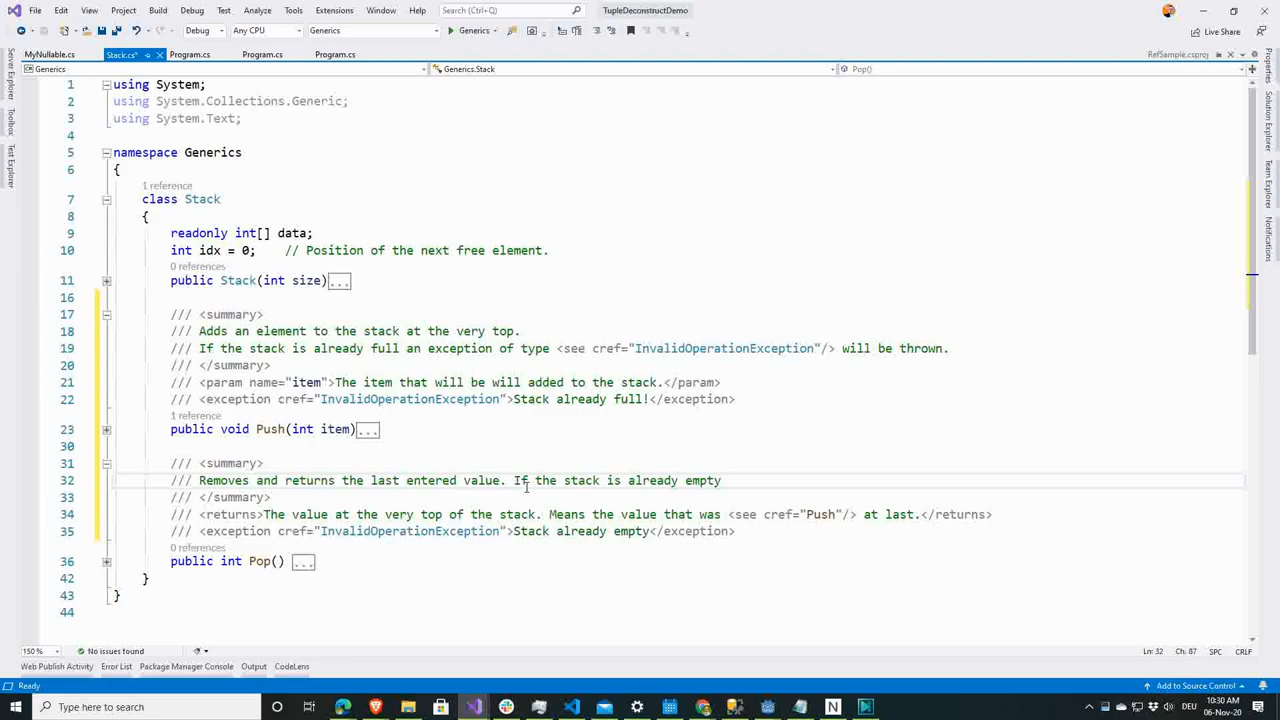 File Edit View Project Build Debug Test Analyze Tools Extensions Window Help Search (Ctrl+Q) TupleDeconstructDemo
Debug Any CPU Generics Generics Live Share
MyNullable.cs Stack.cs* Program.cs Program.cs Program.cs RefSample.csproj
Generics Generics.Stack Pop()
Server Explorer
Toolbox
Test Explorer
Properties
Solution Explorer
Team Explorer
Notifications
1 using System;
2 using System.Collections.Generic;
3 using System.Text;
4
5 namespace Generics
6 {
1 reference
7 class Stack
8 {
9 readonly int[] data;
10 int idx = 0; // Position of the next free element.
0 references
11 public Stack(int size)...
16
17 /// <summary>
18 /// Adds an element to the stack at the very top.
19 /// If the stack is already full an exception of type <see cref="InvalidOperationException"/> will be thrown.
20 /// </summary>
21 /// <param name="item">The item that will be will added to the stack.</param>
22 /// <exception cref="InvalidOperationException">Stack already full!</exception>
1 reference
23 public void Push(int item)...
30
31 /// <summary>
32 /// Removes and returns the last entered value. If the stack is already empty
33 /// </summary>
34 /// <returns>The value at the very top of the stack. Means the value that was <see cref="Push"/> at last.</returns>
35 /// <exception cref="InvalidOperationException">Stack already empty</exception>
0 references
36 public int Pop() ...
42 }
43 }
44
150 % No issues found Ln: 32 Ch: 87 SPC CRLF
Web Publish Activity Error List Package Manager Console Output CodeLens
Ready Add to Source Control
Type here to search DEU 10:30 AM
06-Nov-20